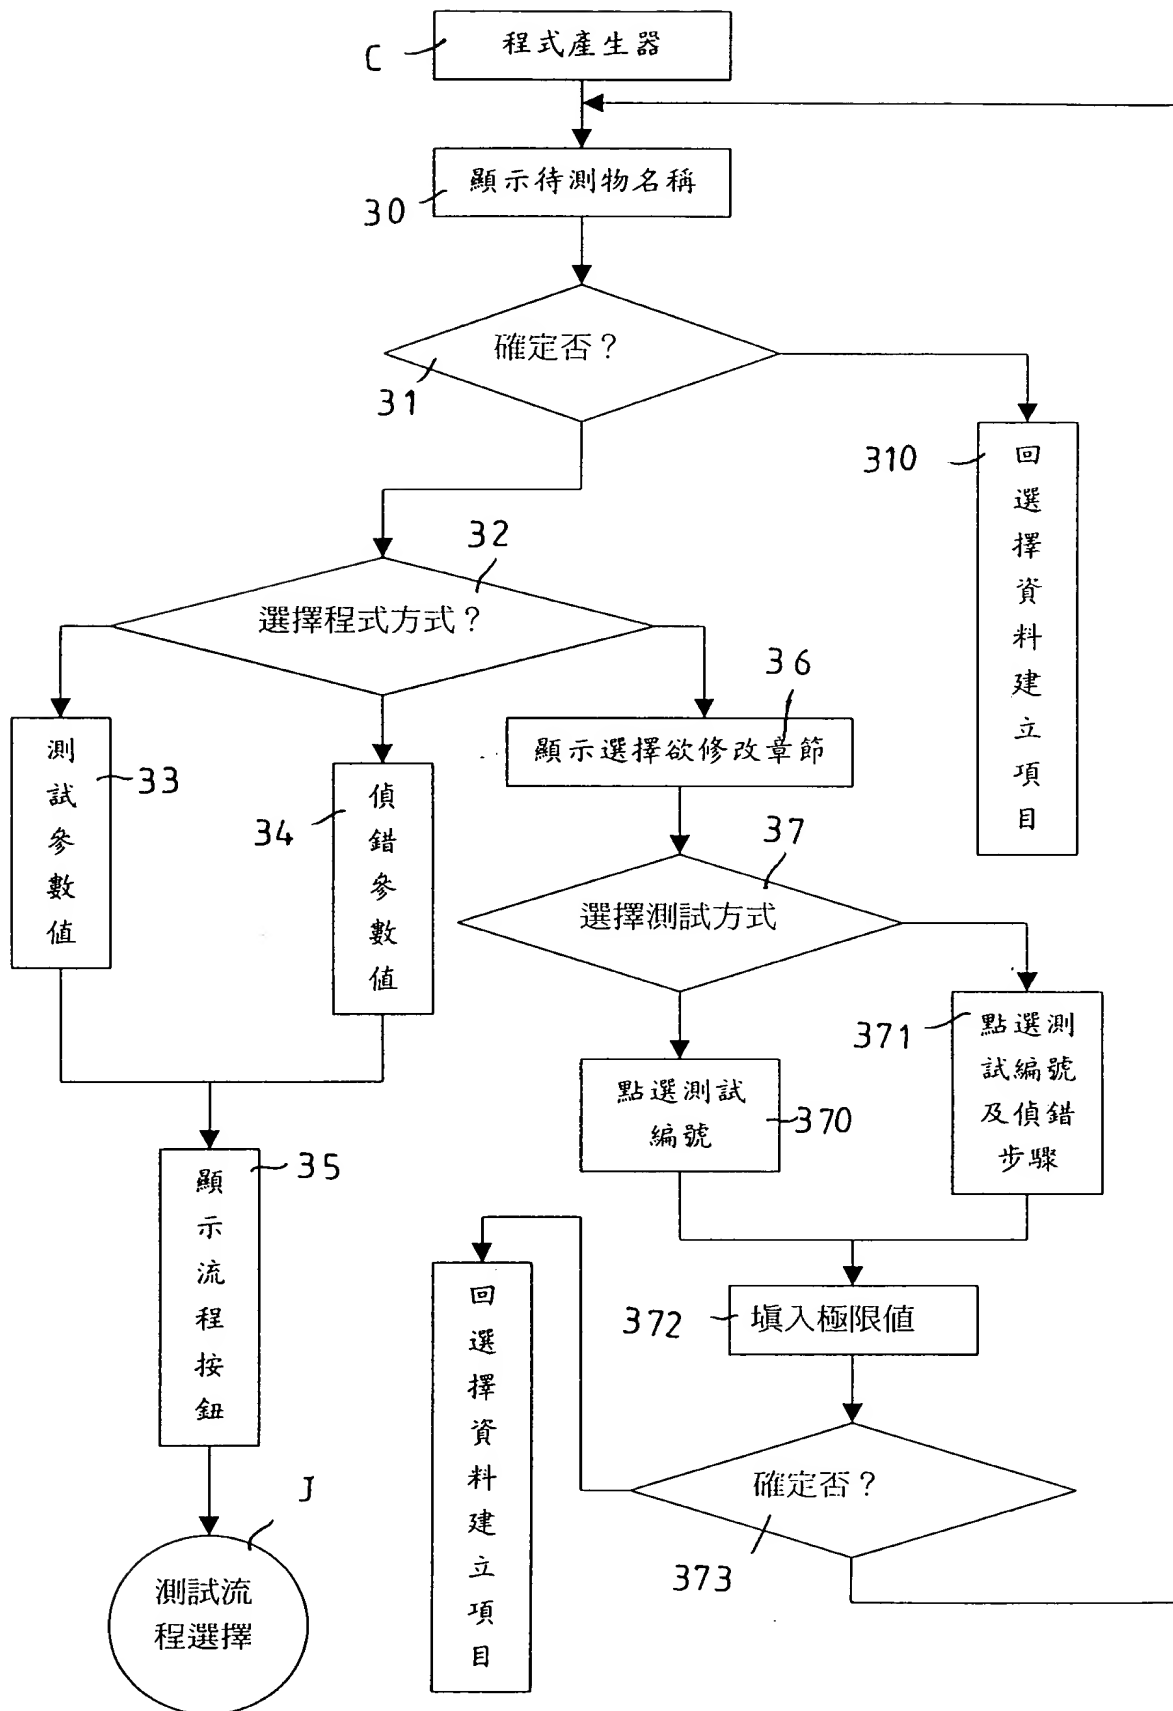 程式產生器
C
顯示待測物名稱
30
確定否？
31
310
回選擇資料建立項目
32
選擇程式方式？
36
測試參數值
33
34
偵錯參數值
顯示選擇欲修改章節
37
選擇測試方式
371
點選測
試編號
及偵錯
步驟
點選測試
編號
370
35
顯示流程按鈕
回選擇資料建立項目
372
填入極限值
確定否？
373
J
測試流
程選擇